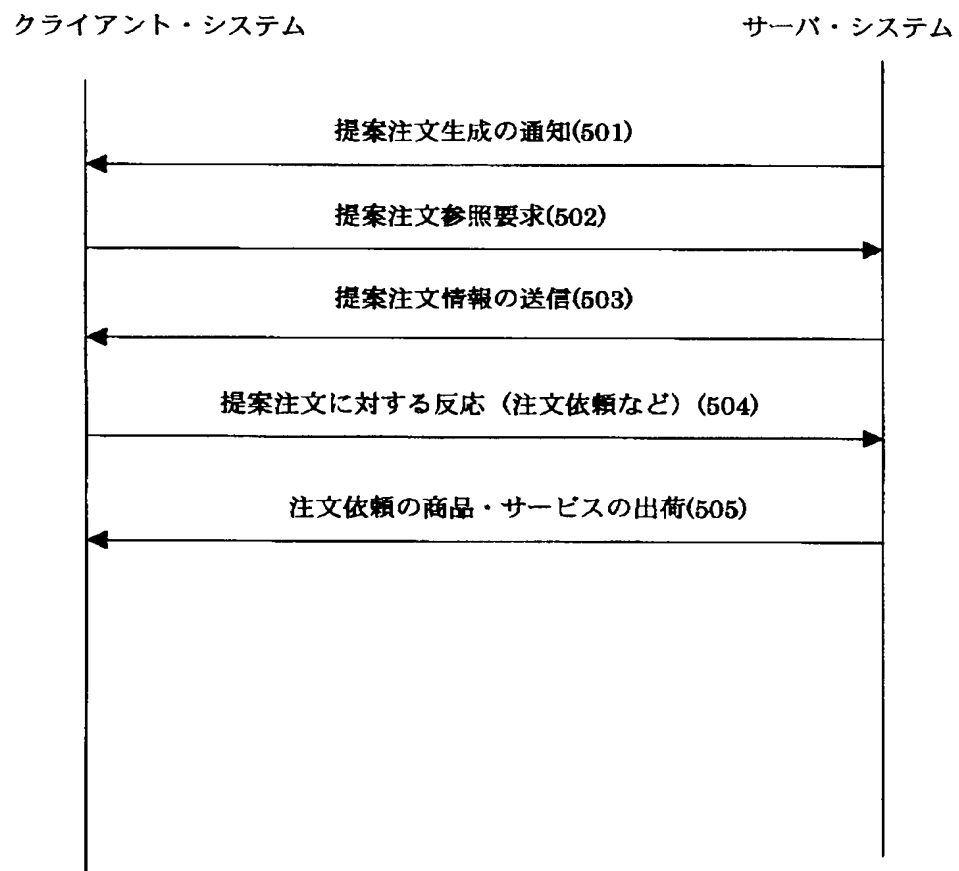 クライアント・システム
サーバ・システム
提案注文生成の通知(501)
提案注文参照要求(502)
提案注文情報の送信(503)
提案注文に対する反応（注文依頼など）(504)
注文依頼の商品・サービスの出荷(505)